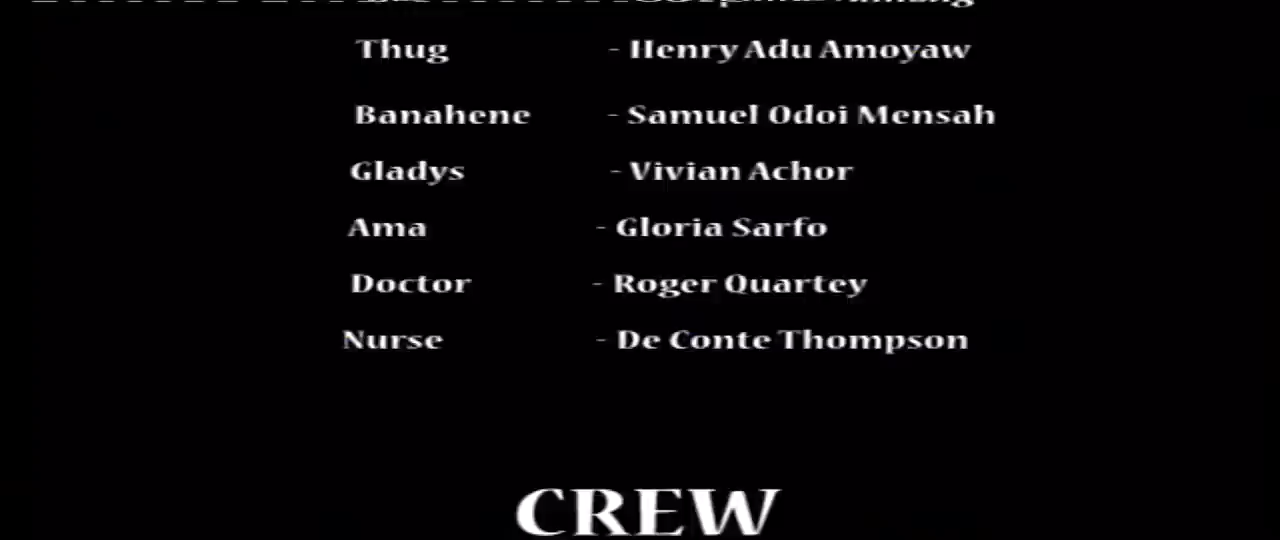 Thug - Henry Adu Amoyaw
Banahene - Samuel Odoi Mensah
Gladys - Vivian Achor
Ama - Gloria Sarfo
Doctor - Roger Quartey
Nurse - De Conte Thompson
CREW